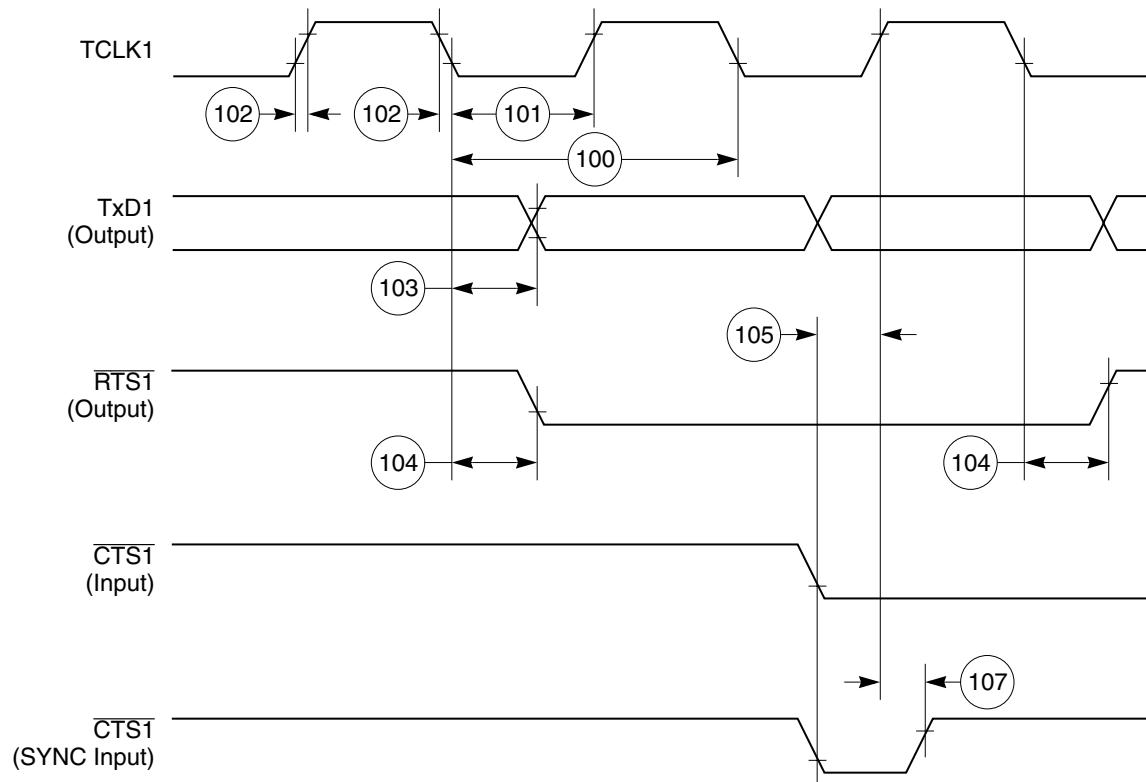 TCLK1
102
102
101
100
TxD1
(Output)
103
105
RTS1
(Output)
104
104
CTS1
(Input)
107
CTS1
(SYNC Input)